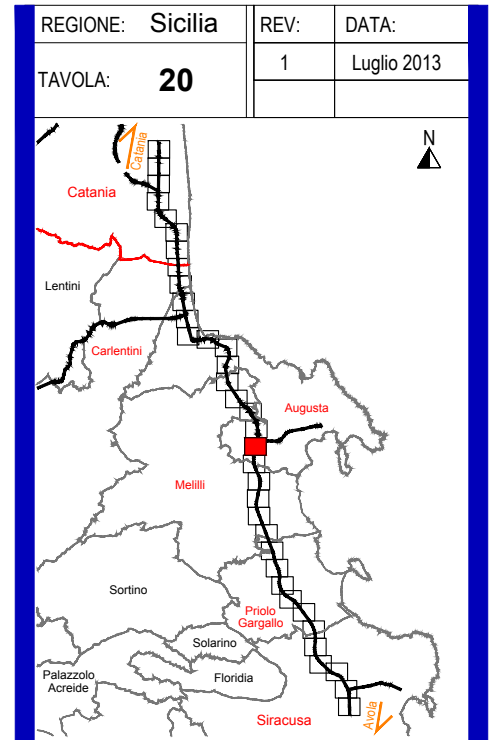 REGIONE: Sicilia REV: DATA:
TAVOLA: 20 1 Luglio 2013
N
Catania
Catania
Lentini
Carlentini
Augusta
Melilli
Sortino
Priolo
Gargallo
Solarino
Palazzolo
Acreide
Floridia
Siracusa
Avola